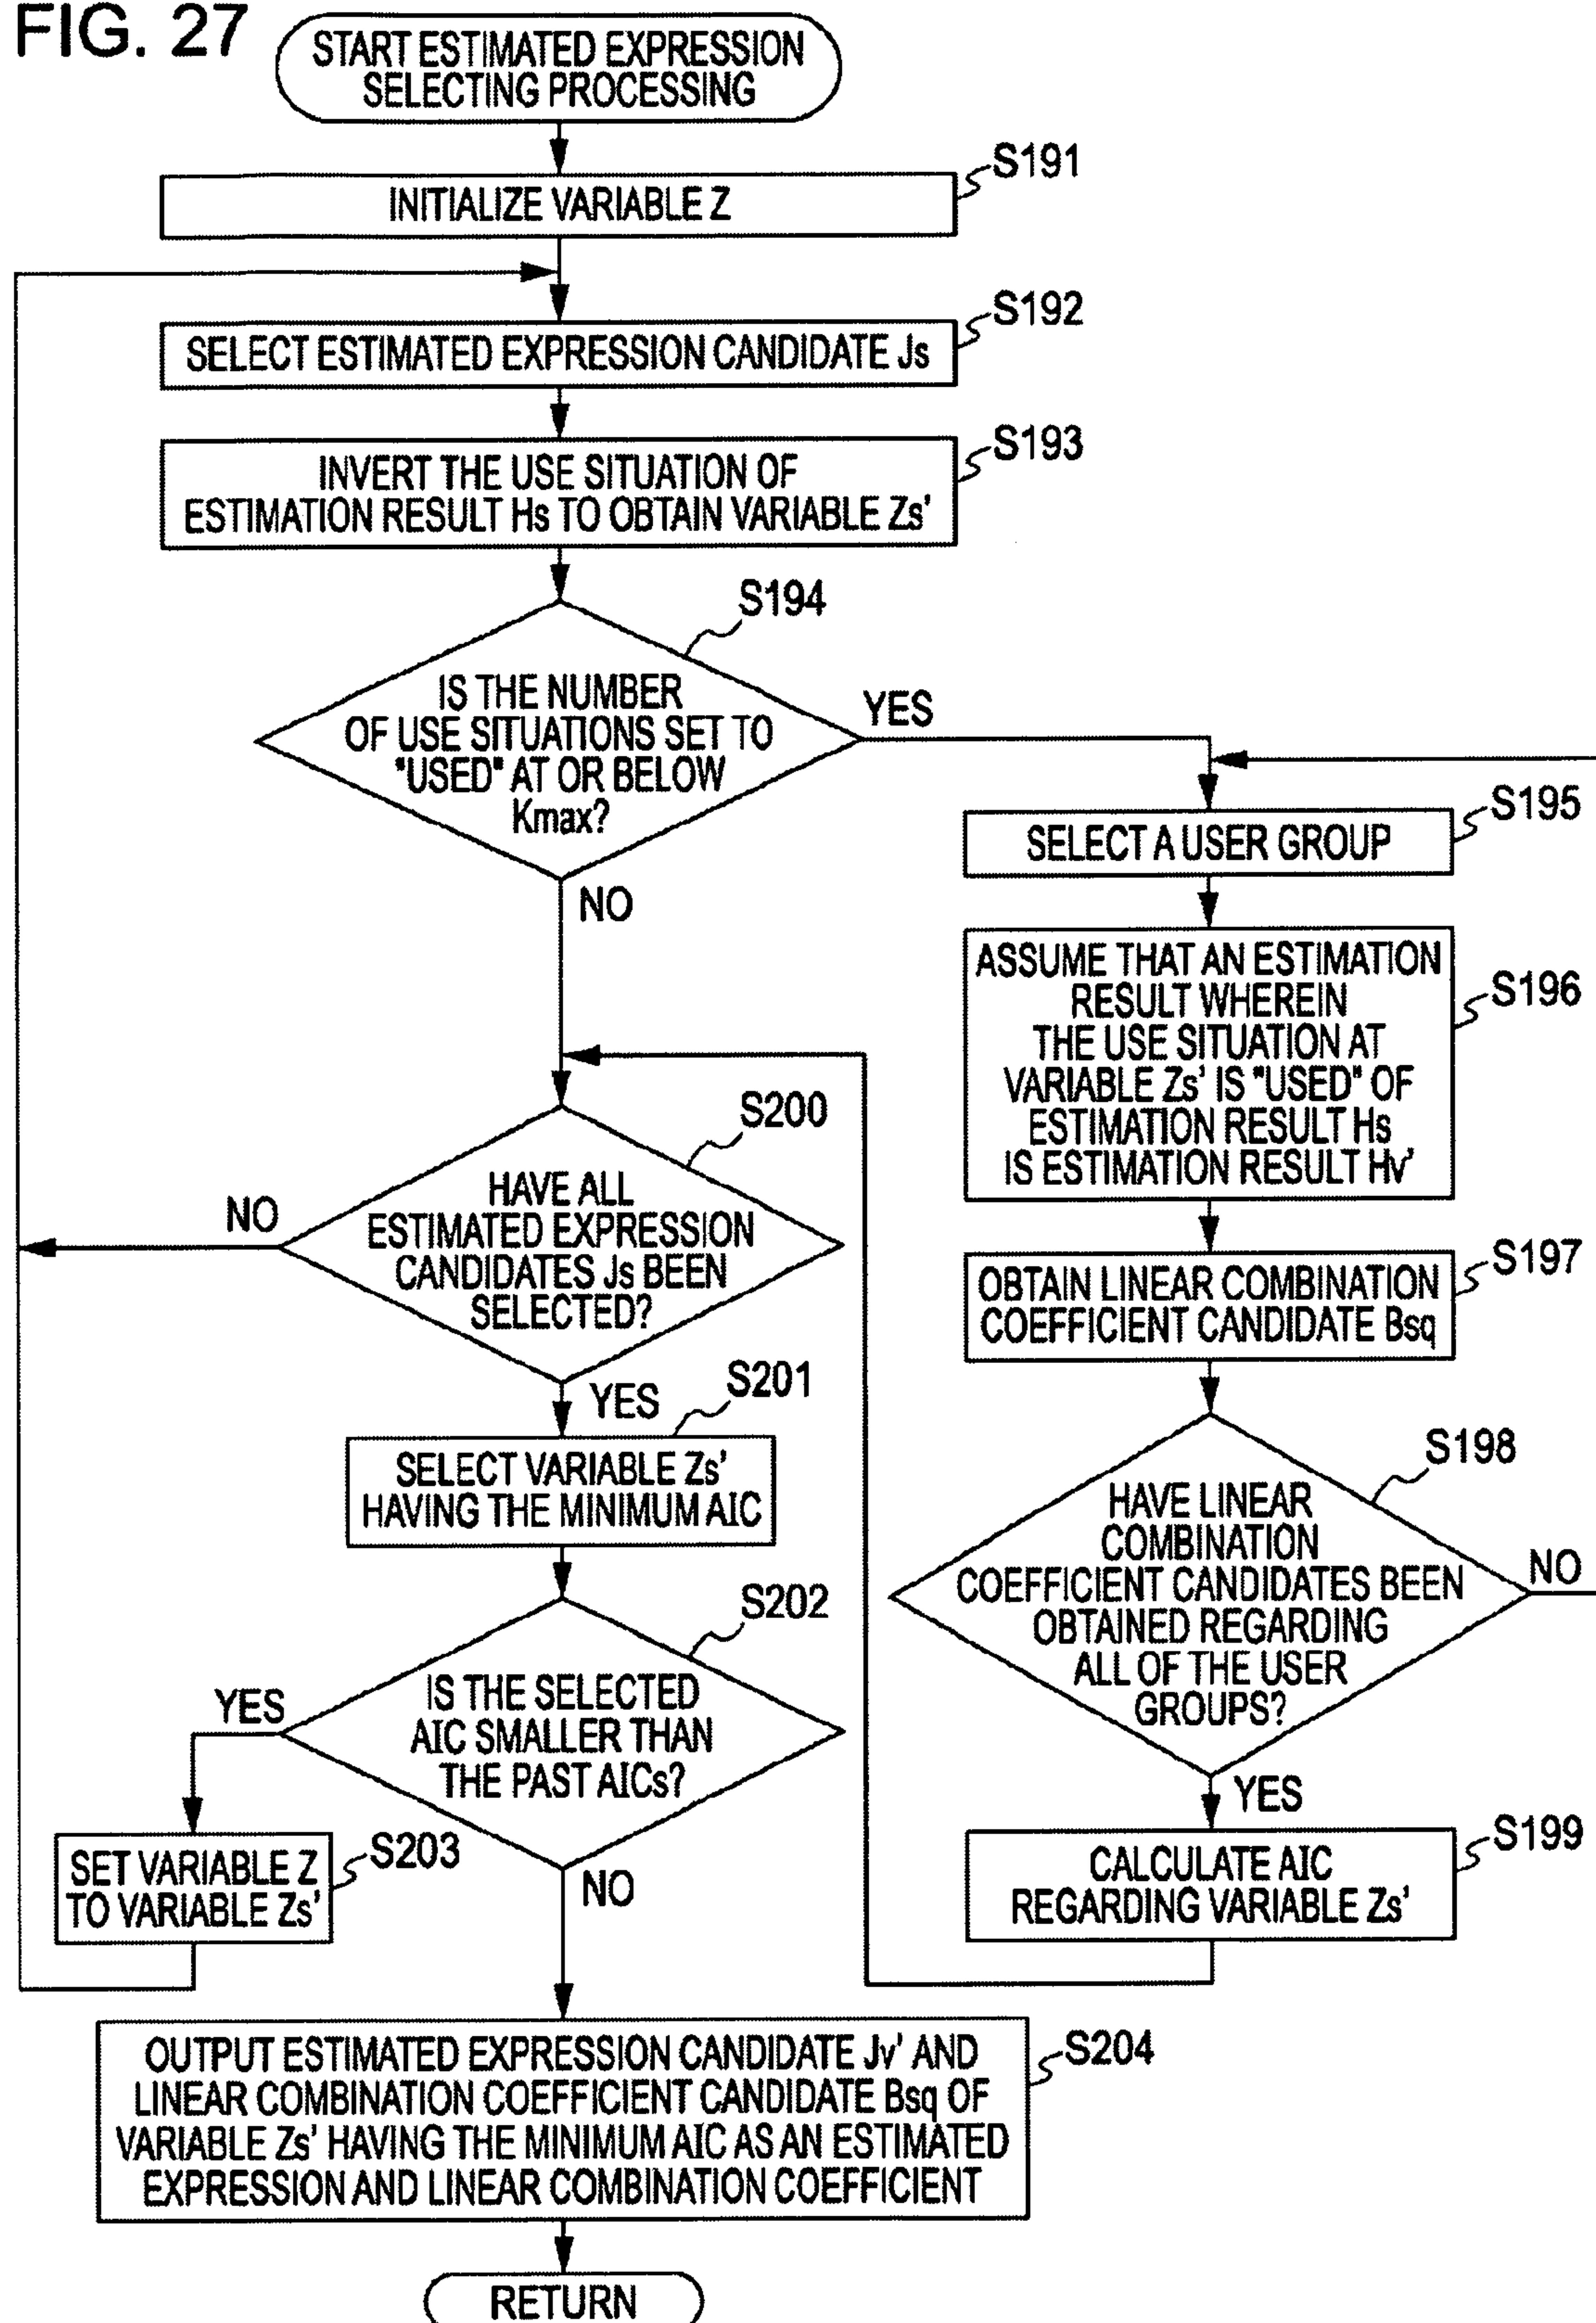 FIG. 27
START ESTIMATED EXPRESSION
SELECTING PROCESSING
S191
INITIALIZE VARIABLE Z
S192
SELECT ESTIMATED EXPRESSION CANDIDATE Js
S193
INVERT THE USE SITUATION OF
ESTIMATION RESULT Hs TO OBTAIN VARIABLE Zs'
S194
IS THE NUMBER
OF USE SITUATIONS SET TO
"USED" AT OR BELOW
Kmax?
YES
NO
S195
SELECT A USER GROUP
S196
ASSUME THAT AN ESTIMATION
RESULT WHEREIN
THE USE SITUATION AT
VARIABLE Zs' IS "USED" OF
ESTIMATION RESULT Hs
IS ESTIMATION RESULT Hv'
S197
OBTAIN LINEAR COMBINATION
COEFFICIENT CANDIDATE Bsq
S198
HAVE LINEAR
COMBINATION
COEFFICIENT CANDIDATES BEEN
OBTAINED REGARDING
ALL OF THE USER
GROUPS?
NO
YES
S199
CALCULATE AIC
REGARDING VARIABLE Zs'
S200
HAVE ALL
ESTIMATED EXPRESSION
CANDIDATES Js BEEN
SELECTED?
NO
YES
S201
SELECT VARIABLE Zs'
HAVING THE MINIMUM AIC
S202
IS THE SELECTED
AIC SMALLER THAN
THE PAST AICs?
YES
NO
S203
SET VARIABLE Z
TO VARIABLE Zs'
S204
OUTPUT ESTIMATED EXPRESSION CANDIDATE Jv' AND
LINEAR COMBINATION COEFFICIENT CANDIDATE Bsq OF
VARIABLE Zs' HAVING THE MINIMUM AIC AS AN ESTIMATED
EXPRESSION AND LINEAR COMBINATION COEFFICIENT
RETURN